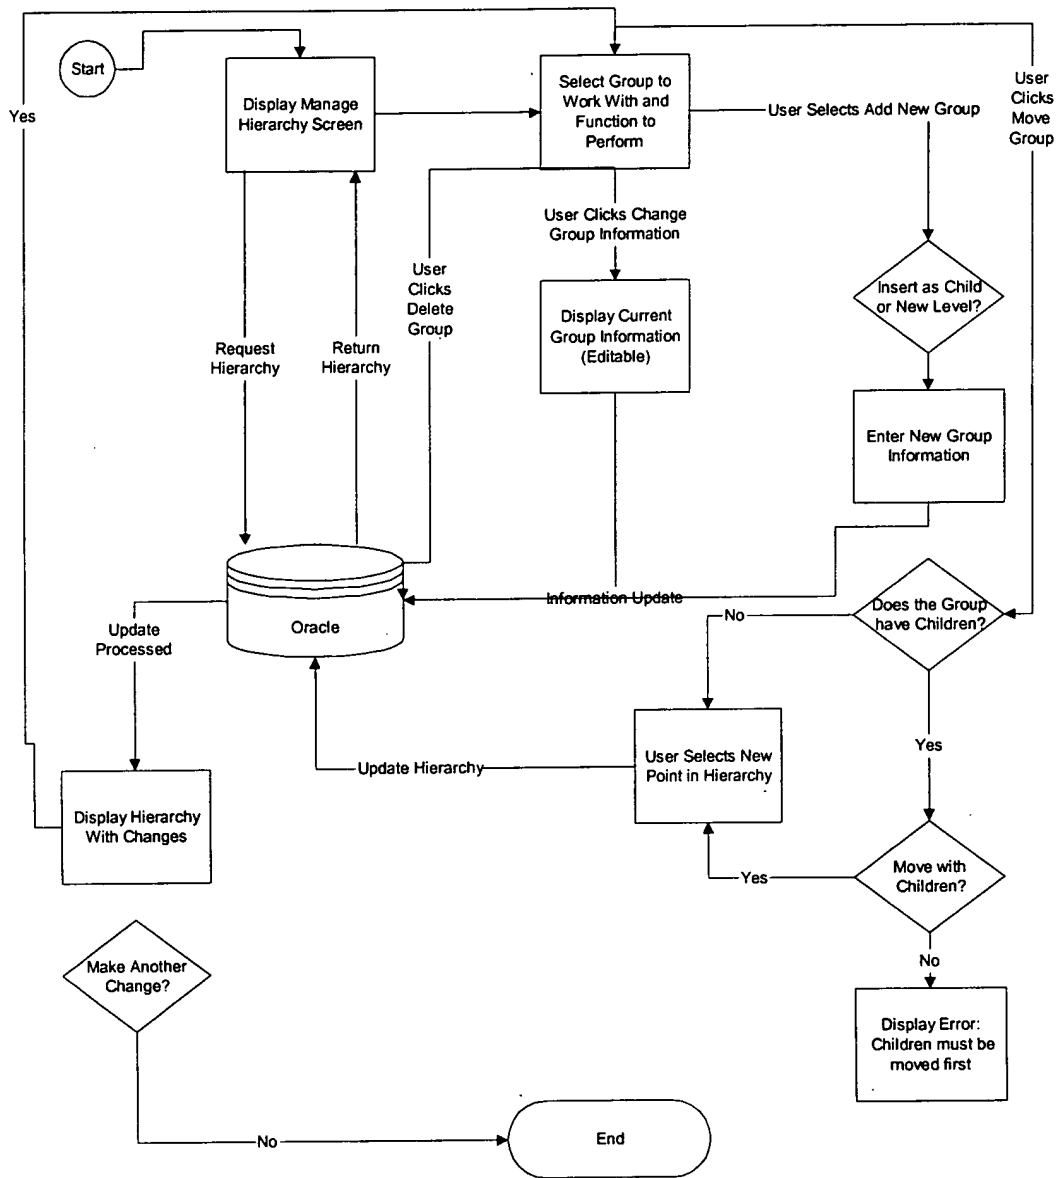 Start
Yes
Display Manage
Hierarchy Screen
Select Group to
Work With and
Function to
Perform
User Selects Add New Group
User
Clicks
Move
Group
User Clicks Change
Group Information
User
Clicks
Delete
Group
Insert as Child
or New Level?
Display Current
Group Information
(Editable)
Request
Hierarchy
Return
Hierarchy
Enter New Group
Information
Information Update
Oracle
Does the Group
have Children?
No
Update
Processed
Yes
User Selects New
Point in Hierarchy
Update Hierarchy
Display Hierarchy
With Changes
Move with
Children?
Yes
No
Make Another
Change?
Display Error:
Children must be
moved first
No
End